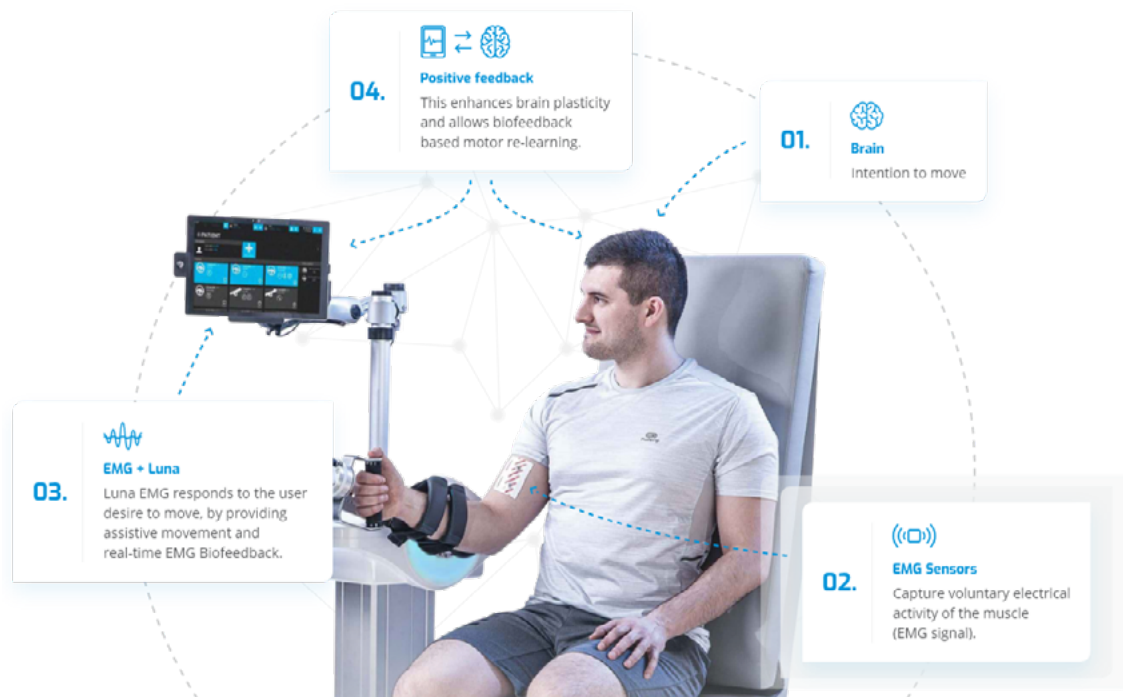 04.
Positive feedback
This enhances brain plasticity
and allows biofeedback
based motor re-learning.
01.
Brain
Intention to move
03.
EMG + Luna
Luna EMG responds to the user
desire to move, by providing
assistive movement and
real-time EMG Biofeedback.
02.
EMG Sensors
Capture voluntary electrical
activity of the muscle
(EMG signal).